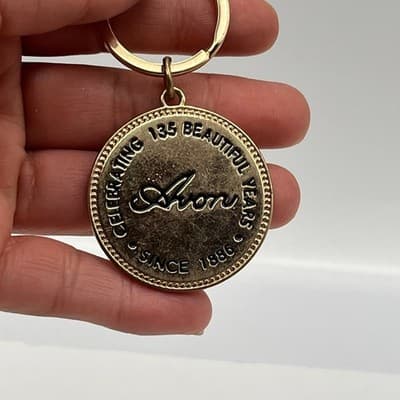 CELEBRATING 135 BEAUTIFUL YEARS
Avon
• SINCE 1886 •